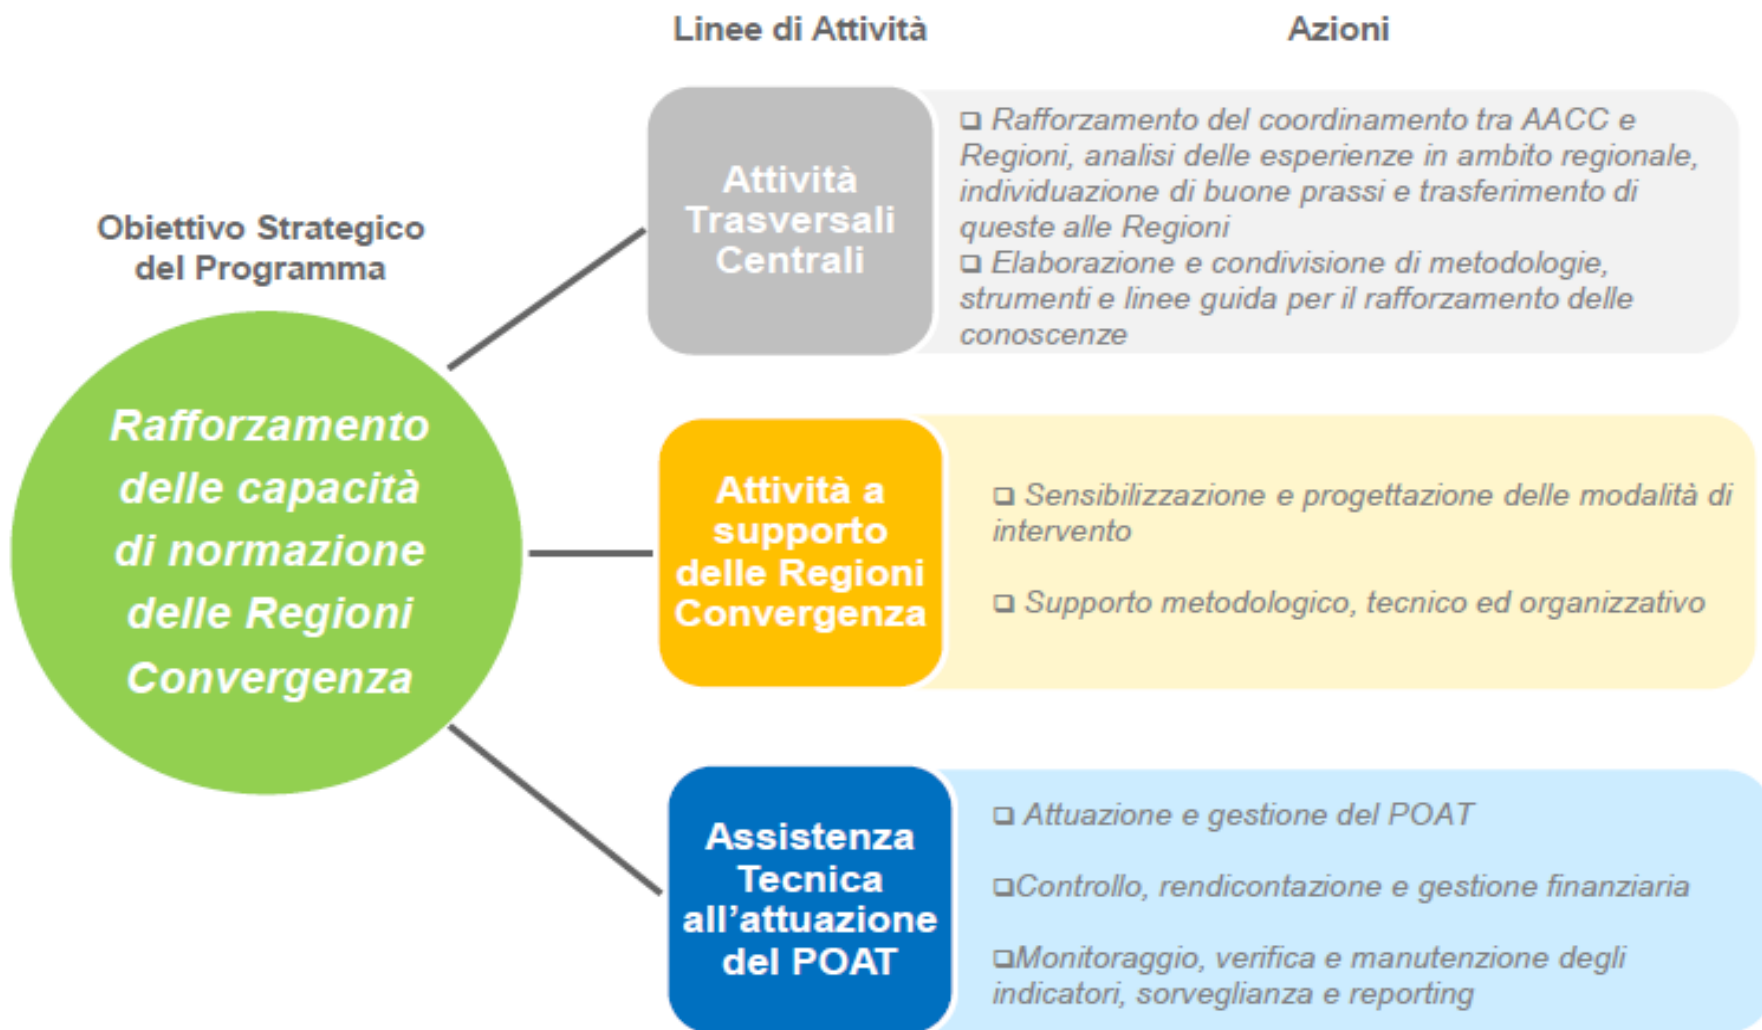 Linee di Attività
Azioni
Obiettivo Strategico
del Programma
Rafforzamento
delle capacità
di normazione
delle Regioni
Convergenza
Attività
Trasversali
Centrali
❑ Rafforzamento del coordinamento tra AACC e
Regioni, analisi delle esperienze in ambito regionale,
individuazione di buone prassi e trasferimento di
queste alle Regioni
❑ Elaborazione e condivisione di metodologie,
strumenti e linee guida per il rafforzamento delle
conoscenze
Attività a
supporto
delle Regioni
Convergenza
❑ Sensibilizzazione e progettazione delle modalità di
intervento
❑ Supporto metodologico, tecnico ed organizzativo
Assistenza
Tecnica
all’attuazione
del POAT
❑ Attuazione e gestione del POAT
❑Controllo, rendicontazione e gestione finanziaria
❑Monitoraggio, verifica e manutenzione degli
indicatori, sorveglianza e reporting